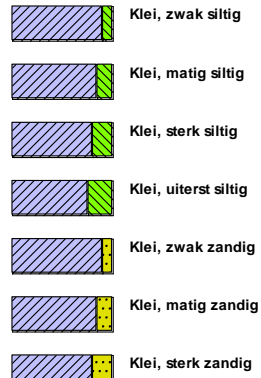 Klei, zwak siltig
Klei, matig siltig
Klei, sterk siltig
Klei, uiterst siltig
Klei, zwak zandig
Klei, matig zandig
Klei, sterk zandig